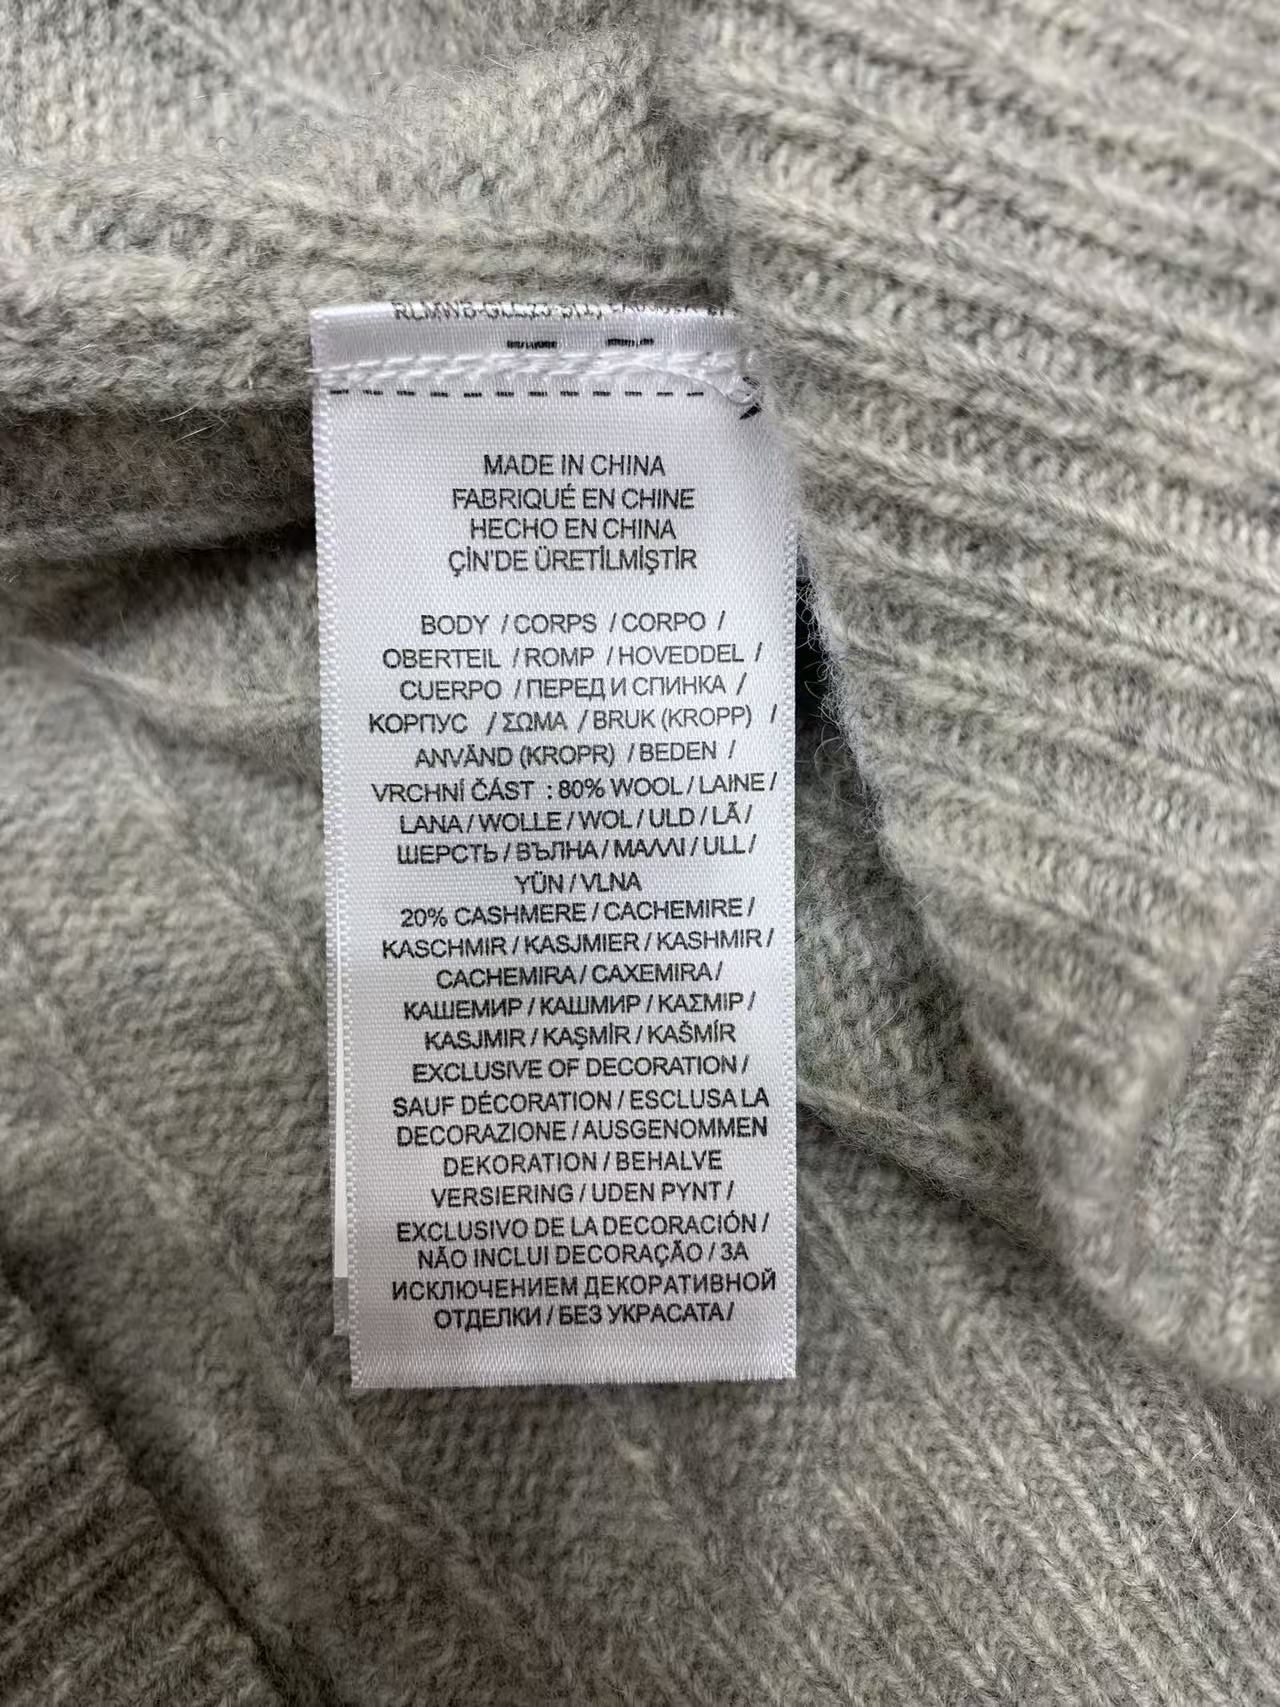 MADE IN CHINA
FABRIQUÉ EN CHINE
HECHO EN CHINA
ÇİN'DE ÜRETİLMİŞTİR
BODY / CORPS / CORPO /
OBERTEIL / ROMP / HOVEDDEL /
CUERPO / ПЕРЕД И СПИНКА /
КОРПУС / ΣΩΜΑ / BRUK (KROPP) /
ANVÄND (KROPR) / BEDEN /
VRCHNÍ ČÁST : 80% WOOL / LAINE /
LANA / WOLLE / WOL / ULD / LÃ /
ШЕРСТЬ / ВЪЛНА / ΜΑΛΛΙ / ULL /
YÜN / VLNA
20% CASHMERE / CACHEMIRE /
KASCHMIR / KASJMIER / KASHMIR /
CACHEMIRA / CAXEMIRA /
КАШЕМИР / КАШМИР / ΚΑΣΜΙΡ /
KASJMIR / KAŞMİR / KAŠMÍR
EXCLUSIVE OF DECORATION /
SAUF DÉCORATION / ESCLUSA LA
DECORAZIONE / AUSGENOMMEN
DEKORATION / BEHALVE
VERSIERING / UDEN PYNT /
EXCLUSIVO DE LA DECORACIÓN /
NÃO INCLUI DECORAÇÃO / ЗА
ИСКЛЮЧЕНИЕМ ДЕКОРАТИВНОЙ
ОТДЕЛКИ / БЕЗ УКРАСАТА /